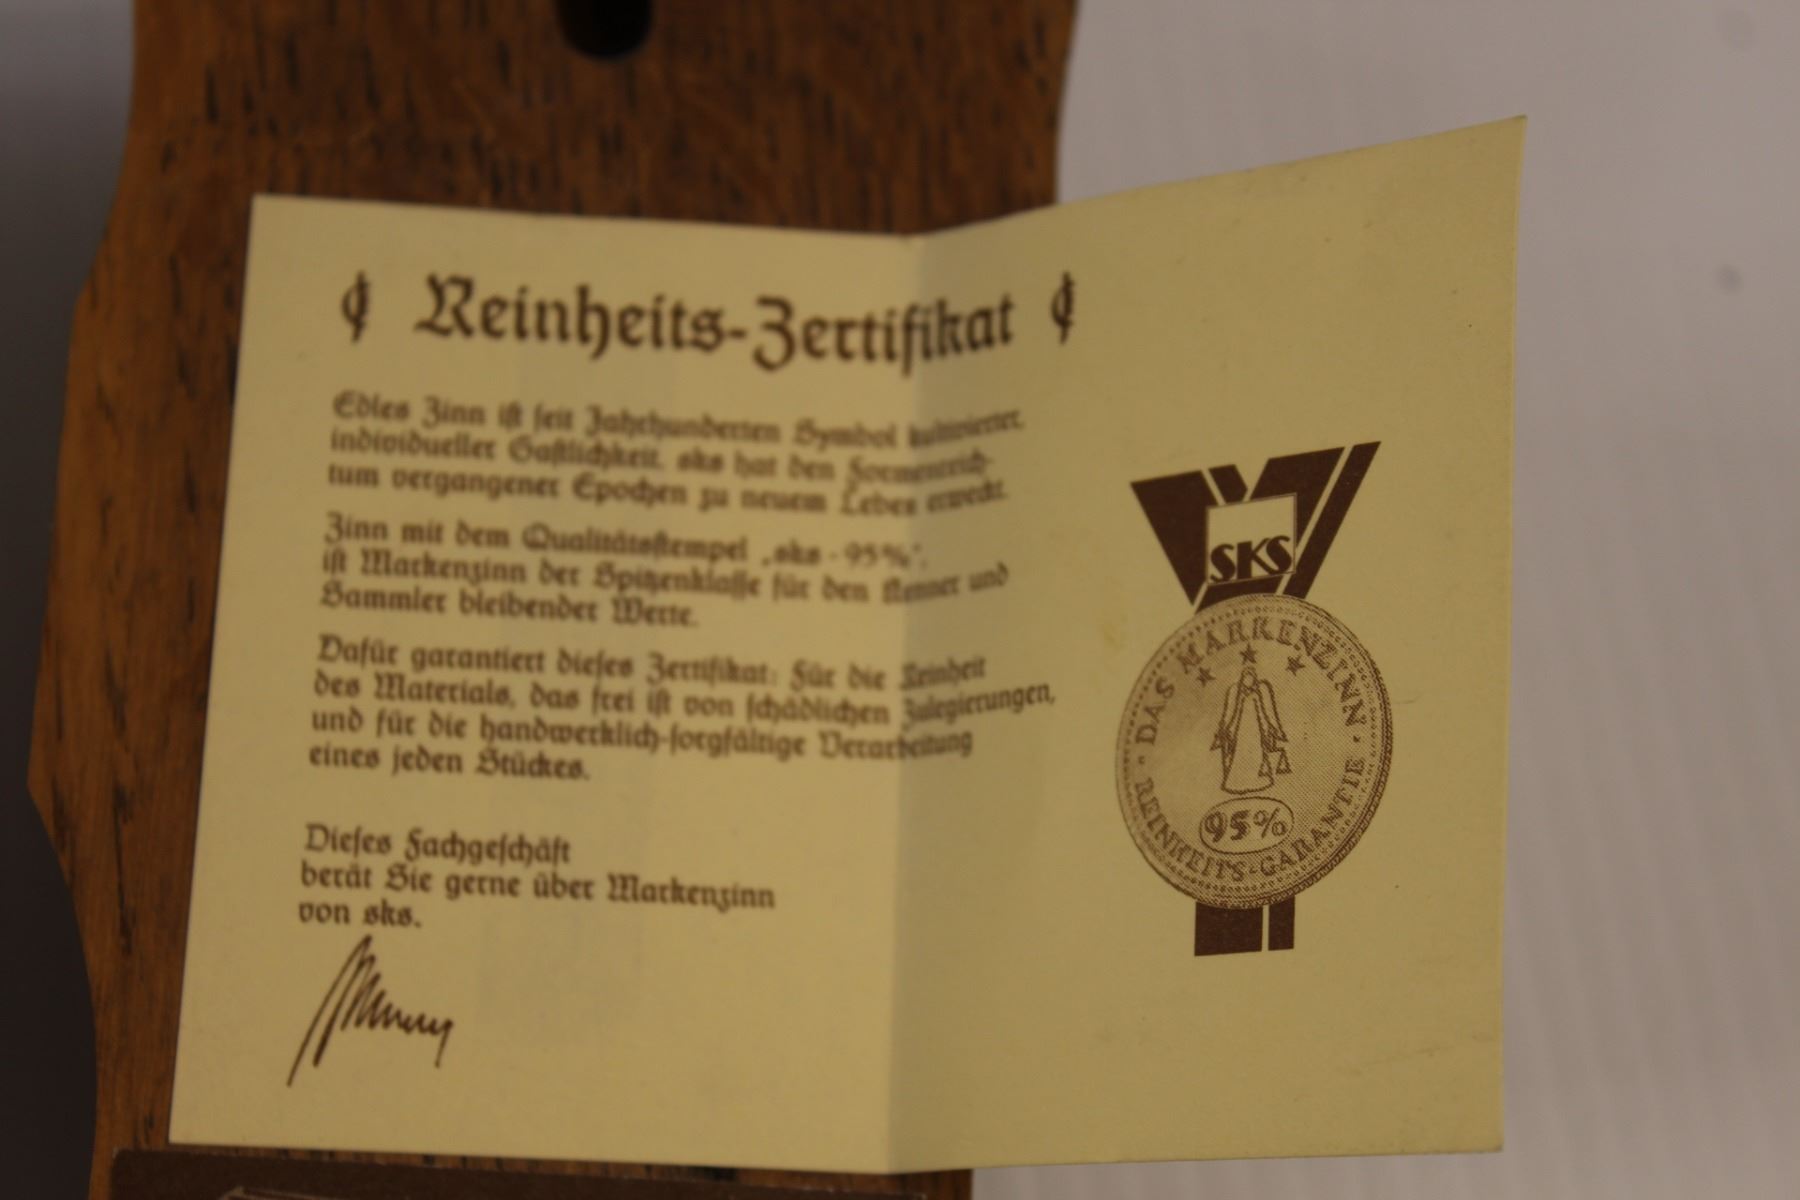 Reinheits-Zertifikat
Edles Zinn ist seit Jahrhunderten Symbol kultivierter,
individueller Gastlichkeit. sks hat den Formenreich-
tum vergangener Epochen zu neuem Leben erweckt.
Zinn mit dem Qualitätsstempel „sks - 95%",
ist Markenzinn der Spitzenklasse für den Kenner und
Sammler bleibender Werte.
Dafür garantiert dieses Zertifikat: Für die Reinheit
des Materials, das frei ist von schädlichen Zulegierungen,
und für die handwerklich-sorgfältige Verarbeitung
eines jeden Stückes.
Dieses Fachgeschäft
berät Sie gerne über Markenzinn
von sks.
SKS
· DAS MARKENZINN ·
95%
REINHEITS-GARANTIE